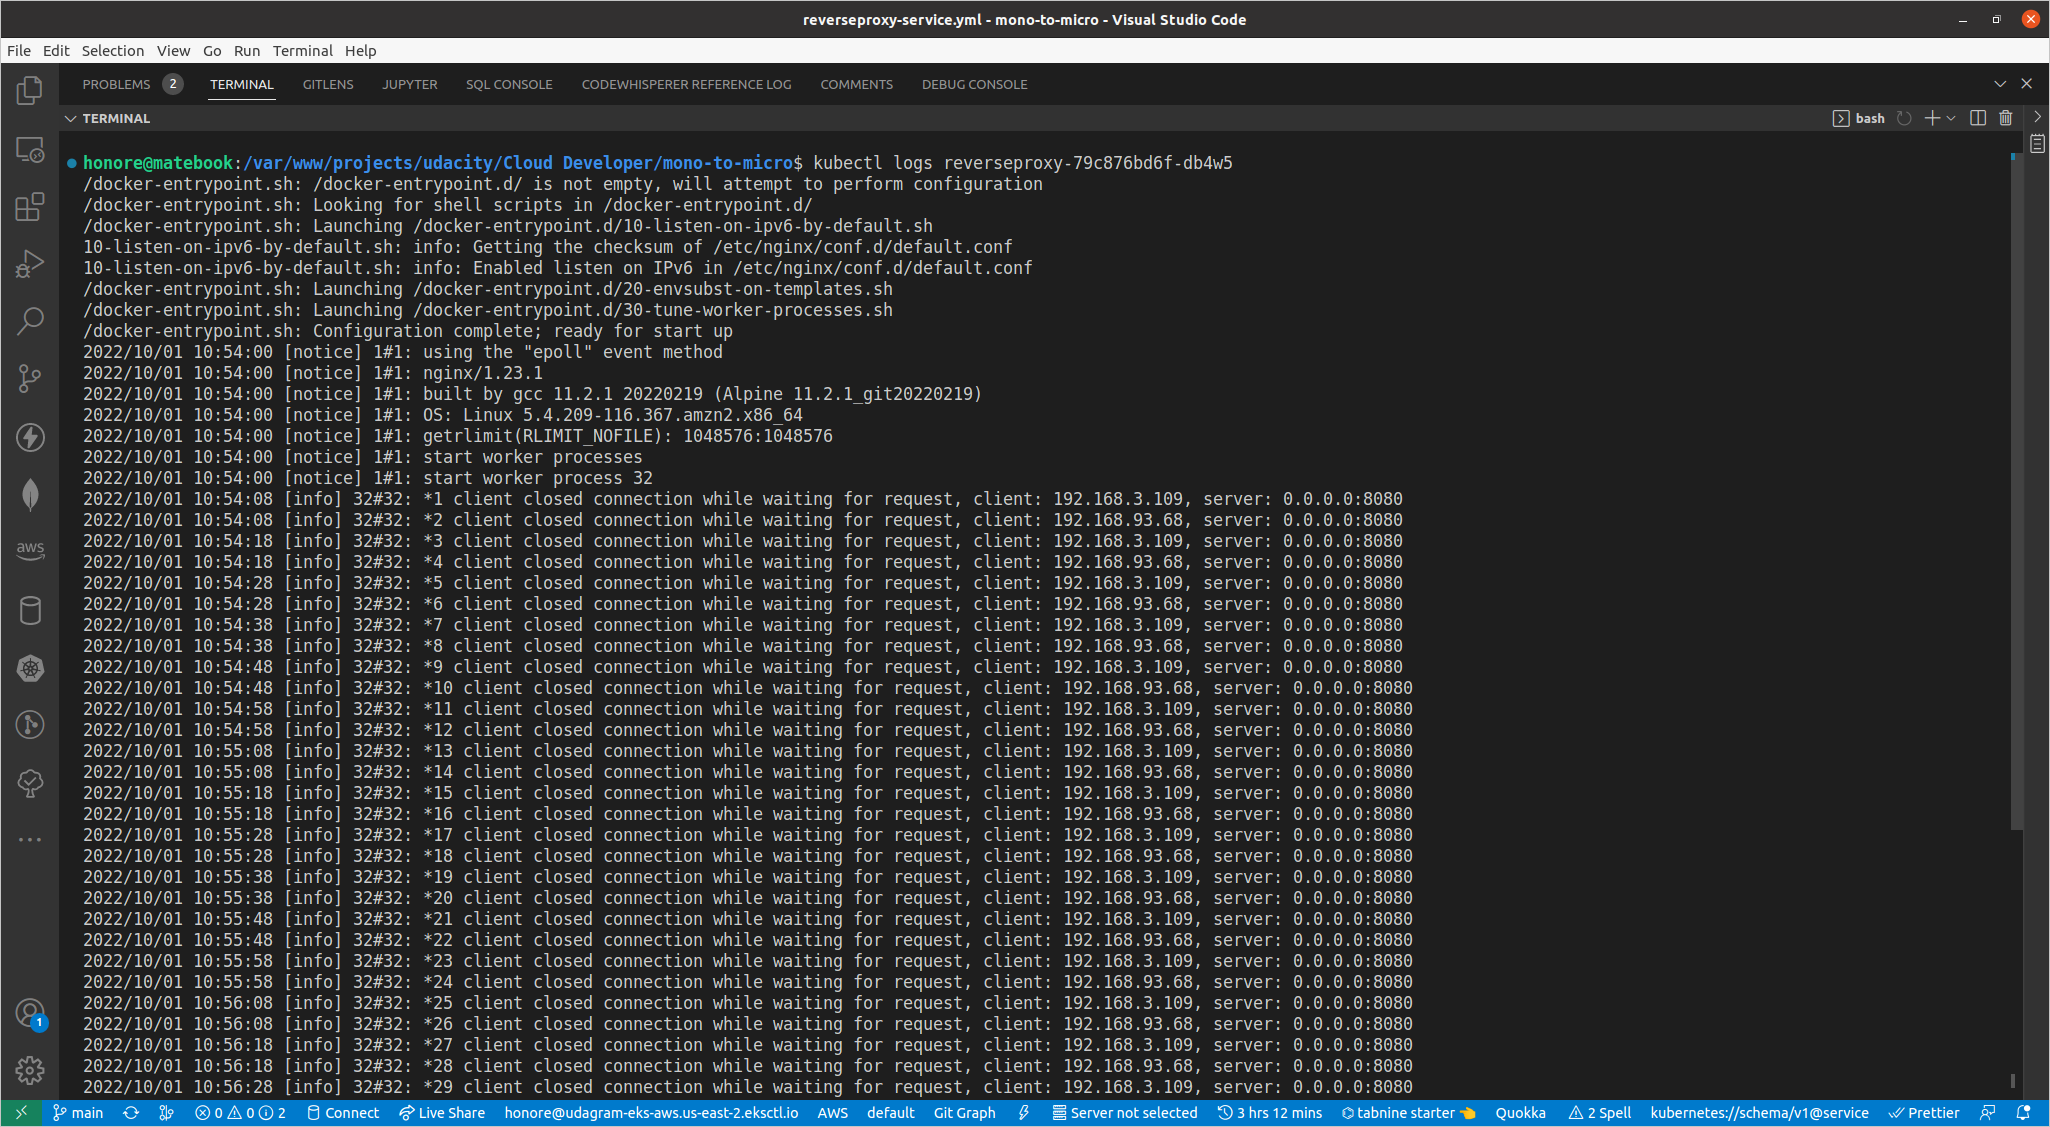 reverseproxy-service.yml - mono-to-micro - Visual Studio Code
File Edit Selection View Go Run Terminal Help
PROBLEMS 2 TERMINAL GITLENS JUPYTER SQL CONSOLE CODEWHISPERER REFERENCE LOG COMMENTS DEBUG CONSOLE
TERMINAL bash
honore@matebook:/var/www/projects/udacity/Cloud Developer/mono-to-micro$ kubectl logs reverseproxy-79c876bd6f-db4w5
/docker-entrypoint.sh: /docker-entrypoint.d/ is not empty, will attempt to perform configuration
/docker-entrypoint.sh: Looking for shell scripts in /docker-entrypoint.d/
/docker-entrypoint.sh: Launching /docker-entrypoint.d/10-listen-on-ipv6-by-default.sh
10-listen-on-ipv6-by-default.sh: info: Getting the checksum of /etc/nginx/conf.d/default.conf
10-listen-on-ipv6-by-default.sh: info: Enabled listen on IPv6 in /etc/nginx/conf.d/default.conf
/docker-entrypoint.sh: Launching /docker-entrypoint.d/20-envsubst-on-templates.sh
/docker-entrypoint.sh: Launching /docker-entrypoint.d/30-tune-worker-processes.sh
/docker-entrypoint.sh: Configuration complete; ready for start up
2022/10/01 10:54:00 [notice] 1#1: using the "epoll" event method
2022/10/01 10:54:00 [notice] 1#1: nginx/1.23.1
2022/10/01 10:54:00 [notice] 1#1: built by gcc 11.2.1 20220219 (Alpine 11.2.1_git20220219)
2022/10/01 10:54:00 [notice] 1#1: OS: Linux 5.4.209-116.367.amzn2.x86_64
2022/10/01 10:54:00 [notice] 1#1: getrlimit(RLIMIT_NOFILE): 1048576:1048576
2022/10/01 10:54:00 [notice] 1#1: start worker processes
2022/10/01 10:54:00 [notice] 1#1: start worker process 32
2022/10/01 10:54:08 [info] 32#32: *1 client closed connection while waiting for request, client: 192.168.3.109, server: 0.0.0.0:8080
2022/10/01 10:54:08 [info] 32#32: *2 client closed connection while waiting for request, client: 192.168.93.68, server: 0.0.0.0:8080
2022/10/01 10:54:18 [info] 32#32: *3 client closed connection while waiting for request, client: 192.168.3.109, server: 0.0.0.0:8080
2022/10/01 10:54:18 [info] 32#32: *4 client closed connection while waiting for request, client: 192.168.93.68, server: 0.0.0.0:8080
2022/10/01 10:54:28 [info] 32#32: *5 client closed connection while waiting for request, client: 192.168.3.109, server: 0.0.0.0:8080
2022/10/01 10:54:28 [info] 32#32: *6 client closed connection while waiting for request, client: 192.168.93.68, server: 0.0.0.0:8080
2022/10/01 10:54:38 [info] 32#32: *7 client closed connection while waiting for request, client: 192.168.3.109, server: 0.0.0.0:8080
2022/10/01 10:54:38 [info] 32#32: *8 client closed connection while waiting for request, client: 192.168.93.68, server: 0.0.0.0:8080
2022/10/01 10:54:48 [info] 32#32: *9 client closed connection while waiting for request, client: 192.168.3.109, server: 0.0.0.0:8080
2022/10/01 10:54:48 [info] 32#32: *10 client closed connection while waiting for request, client: 192.168.93.68, server: 0.0.0.0:8080
2022/10/01 10:54:58 [info] 32#32: *11 client closed connection while waiting for request, client: 192.168.3.109, server: 0.0.0.0:8080
2022/10/01 10:54:58 [info] 32#32: *12 client closed connection while waiting for request, client: 192.168.93.68, server: 0.0.0.0:8080
2022/10/01 10:55:08 [info] 32#32: *13 client closed connection while waiting for request, client: 192.168.3.109, server: 0.0.0.0:8080
2022/10/01 10:55:08 [info] 32#32: *14 client closed connection while waiting for request, client: 192.168.93.68, server: 0.0.0.0:8080
2022/10/01 10:55:18 [info] 32#32: *15 client closed connection while waiting for request, client: 192.168.3.109, server: 0.0.0.0:8080
2022/10/01 10:55:18 [info] 32#32: *16 client closed connection while waiting for request, client: 192.168.93.68, server: 0.0.0.0:8080
2022/10/01 10:55:28 [info] 32#32: *17 client closed connection while waiting for request, client: 192.168.3.109, server: 0.0.0.0:8080
2022/10/01 10:55:28 [info] 32#32: *18 client closed connection while waiting for request, client: 192.168.93.68, server: 0.0.0.0:8080
2022/10/01 10:55:38 [info] 32#32: *19 client closed connection while waiting for request, client: 192.168.3.109, server: 0.0.0.0:8080
2022/10/01 10:55:38 [info] 32#32: *20 client closed connection while waiting for request, client: 192.168.93.68, server: 0.0.0.0:8080
2022/10/01 10:55:48 [info] 32#32: *21 client closed connection while waiting for request, client: 192.168.3.109, server: 0.0.0.0:8080
2022/10/01 10:55:48 [info] 32#32: *22 client closed connection while waiting for request, client: 192.168.93.68, server: 0.0.0.0:8080
2022/10/01 10:55:58 [info] 32#32: *23 client closed connection while waiting for request, client: 192.168.3.109, server: 0.0.0.0:8080
2022/10/01 10:55:58 [info] 32#32: *24 client closed connection while waiting for request, client: 192.168.93.68, server: 0.0.0.0:8080
2022/10/01 10:56:08 [info] 32#32: *25 client closed connection while waiting for request, client: 192.168.3.109, server: 0.0.0.0:8080
2022/10/01 10:56:08 [info] 32#32: *26 client closed connection while waiting for request, client: 192.168.93.68, server: 0.0.0.0:8080
2022/10/01 10:56:18 [info] 32#32: *27 client closed connection while waiting for request, client: 192.168.3.109, server: 0.0.0.0:8080
2022/10/01 10:56:18 [info] 32#32: *28 client closed connection while waiting for request, client: 192.168.93.68, server: 0.0.0.0:8080
2022/10/01 10:56:28 [info] 32#32: *29 client closed connection while waiting for request, client: 192.168.3.109, server: 0.0.0.0:8080
aws
1
main 0 0 2 Connect Live Share honore@udagram-eks-aws.us-east-2.eksctl.io AWS default Git Graph Server not selected 3 hrs 12 mins tabnine starter Quokka 2 Spell kubernetes://schema/v1@service Prettier